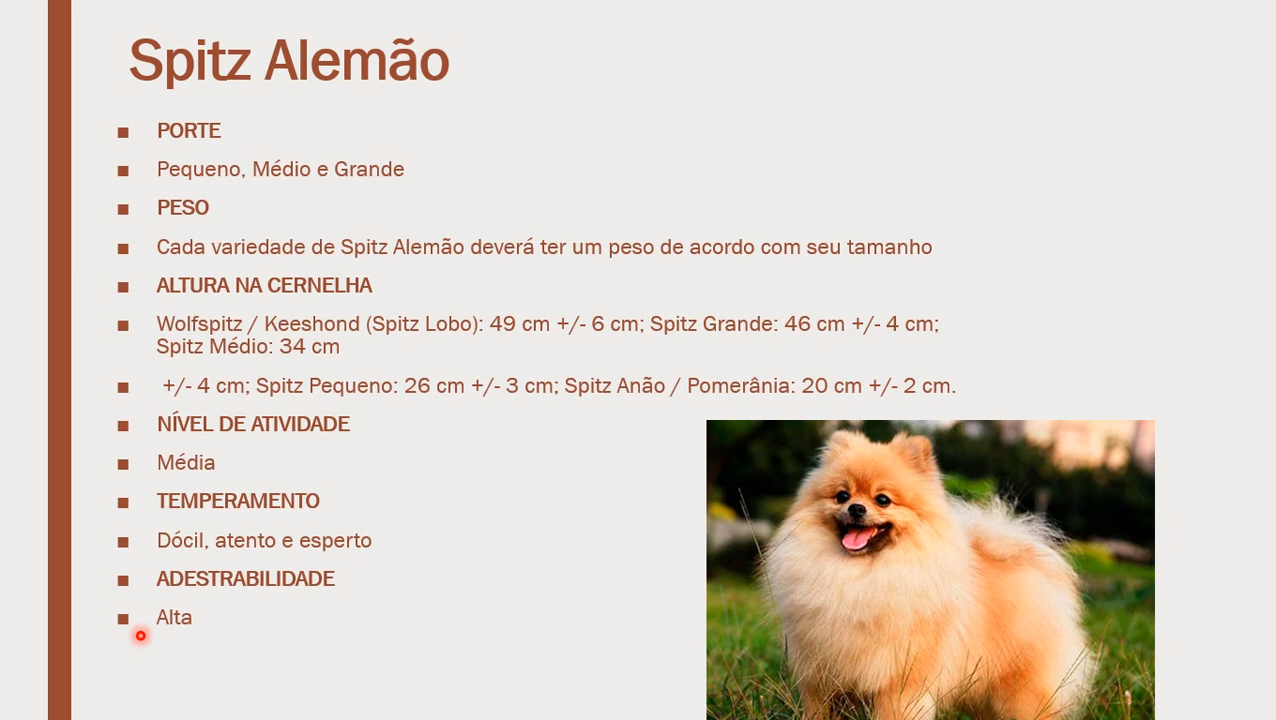 Spitz Alemão
■ PORTE
■ Pequeno, Médio e Grande
■ PESO
■ Cada variedade de Spitz Alemão deverá ter um peso de acordo com seu tamanho
■ ALTURA NA CERNELHA
■ Wolfspitz / Keeshond (Spitz Lobo): 49 cm +/- 6 cm; Spitz Grande: 46 cm +/- 4 cm;
Spitz Médio: 34 cm
■ +/- 4 cm; Spitz Pequeno: 26 cm +/- 3 cm; Spitz Anão / Pomerânia: 20 cm +/- 2 cm.
■ NÍVEL DE ATIVIDADE
■ Média
■ TEMPERAMENTO
■ Dócil, atento e esperto
■ ADESTRABILIDADE
■ Alta